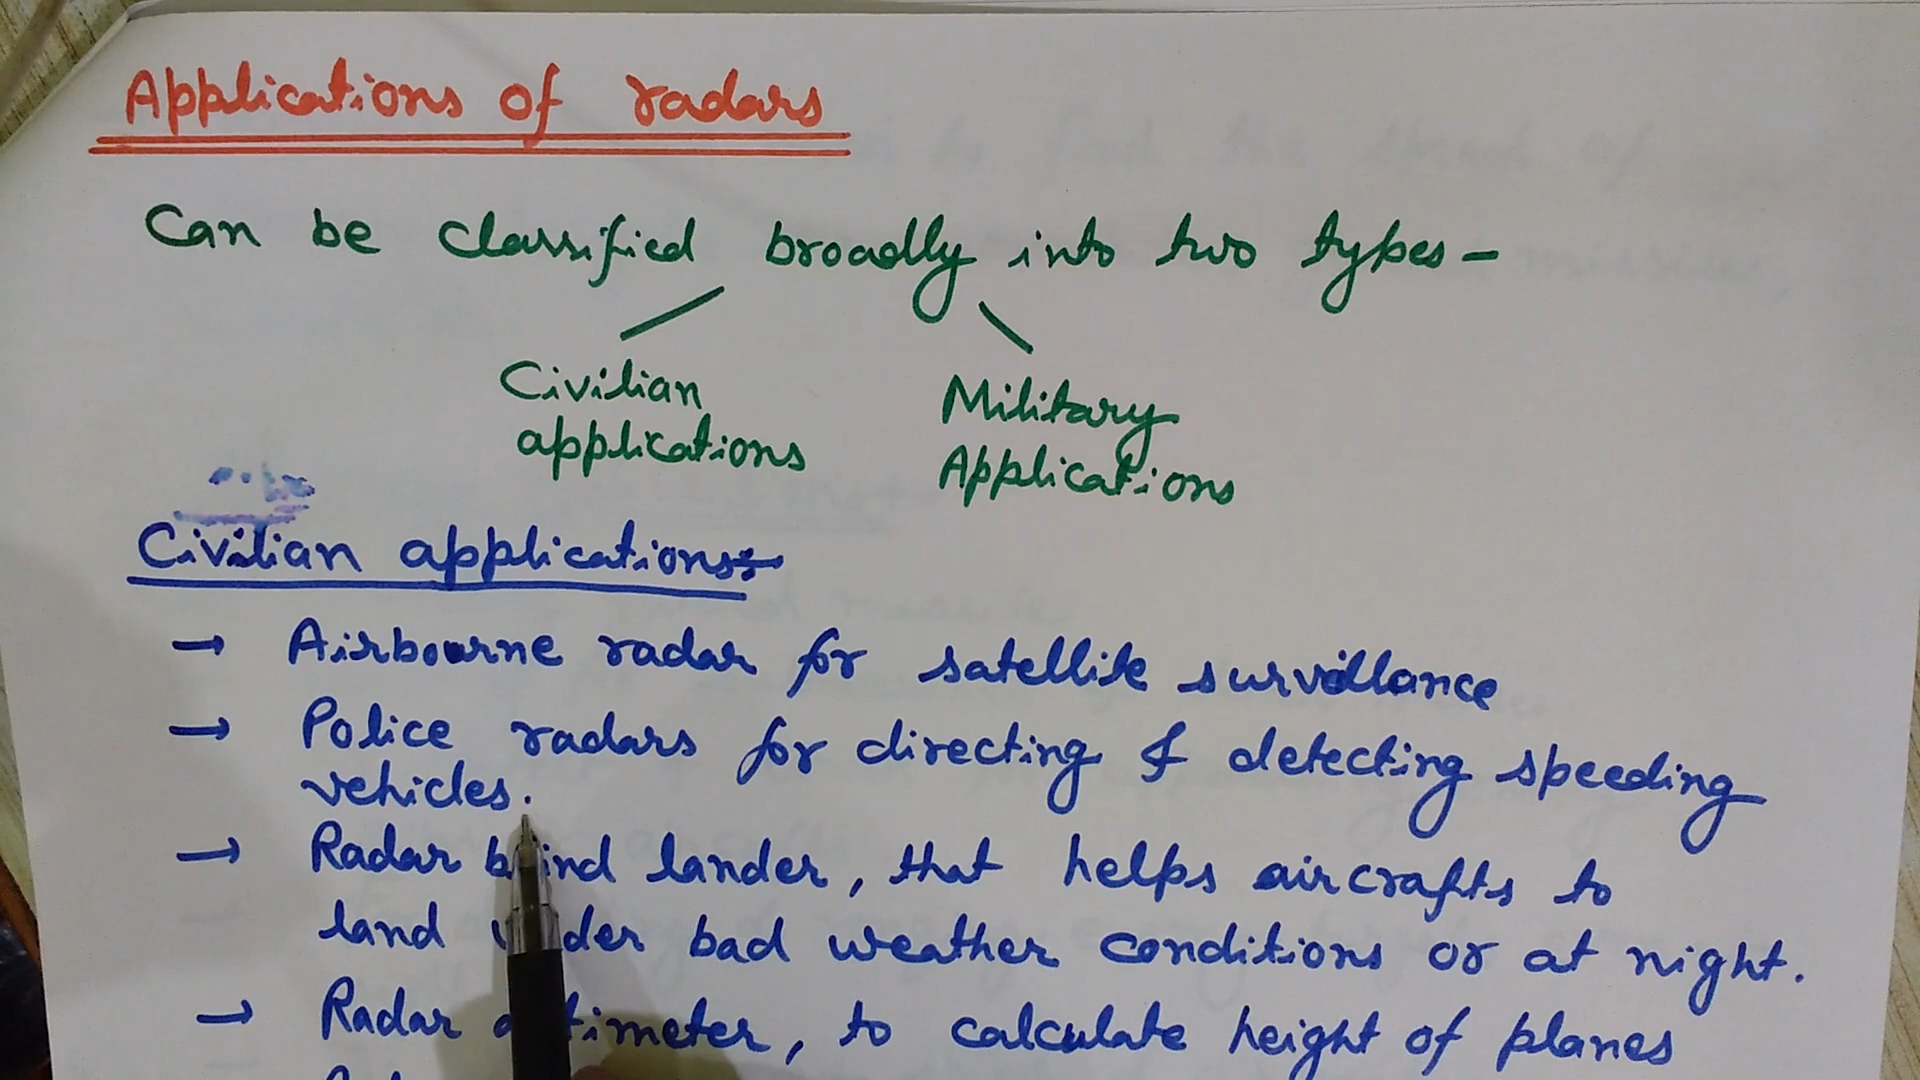 Applications of radars
Can be classified broadly into two types -
Civilian applications
Military Applications
Civilian applications:-
→ Airbourne radar for satellite survillance
→ Police radars for directing & detecting speeding
vehicles.
→ Radar blind lander, that helps aircrafts to
land under bad weather conditions or at night.
→ Radar altimeter, to calculate height of planes